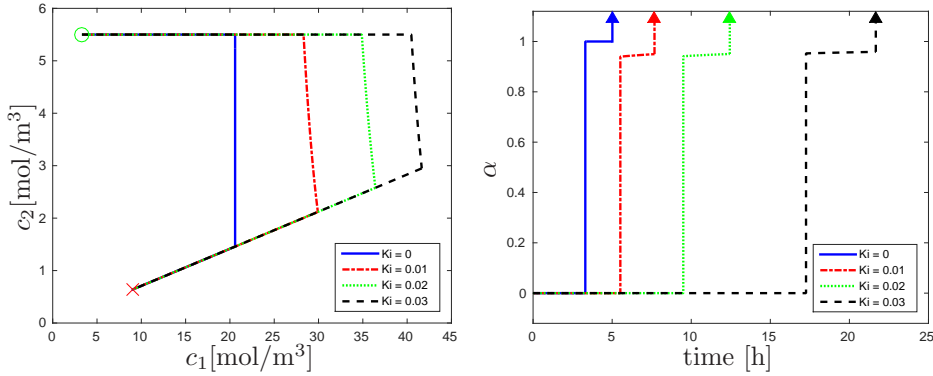 6
5
4
3
2
1
0
c₂[mol/m³]
Ki = 0
Ki = 0.01
Ki = 0.02
Ki = 0.03
0 5 10 15 20 25 30 35 40 45
c₁[mol/m³]
1
0.8
0.6
0.4
0.2
0
α
Ki = 0
Ki = 0.01
Ki = 0.02
Ki = 0.03
0 5 10 15 20 25
time [h]